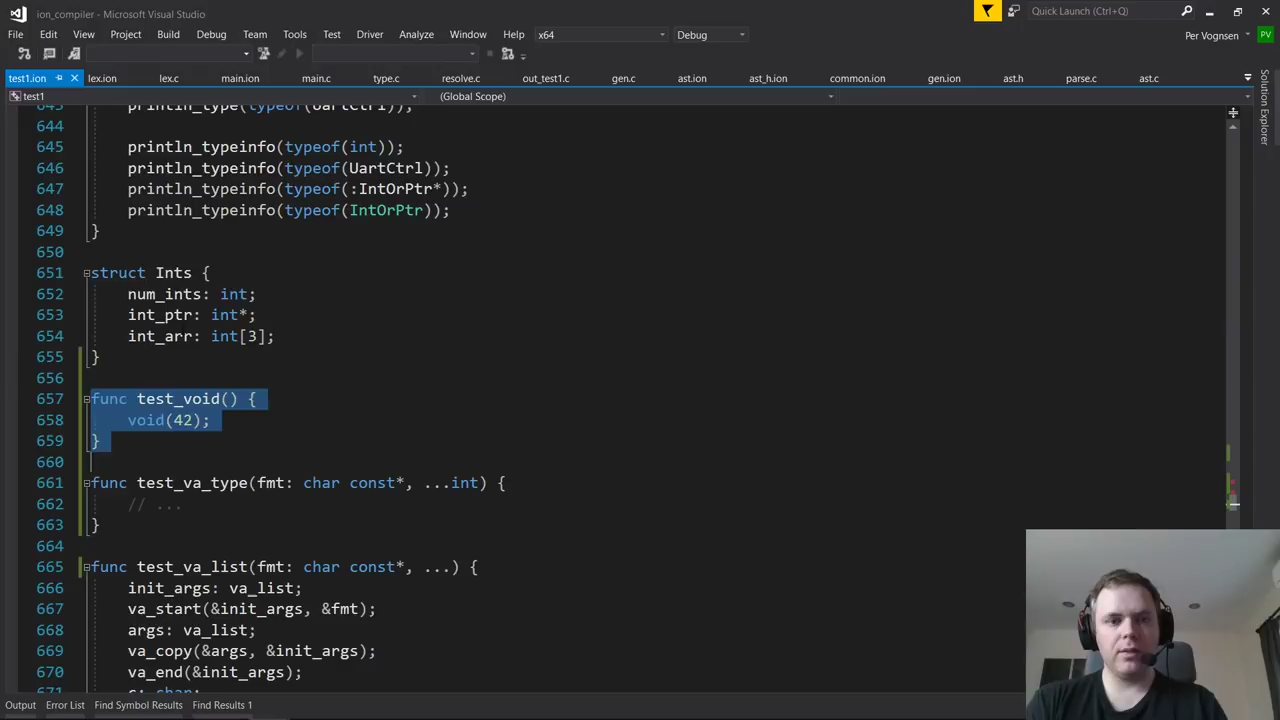 ion_compiler - Microsoft Visual Studio
Quick Launch (Ctrl+Q)
File Edit View Project Build Debug Team Tools Test Driver Analyze Window Help x64 Debug
Per Vognsen PV
test1.ion lex.ion lex.c main.ion main.c type.c resolve.c out_test1.c gen.c ast.ion ast_h.ion common.ion gen.ion ast.h parse.c ast.c
test1 (Global Scope)
Solution Explorer
643 println_type(typeof(UartCtrl));
644
645 println_typeinfo(typeof(int));
646 println_typeinfo(typeof(UartCtrl));
647 println_typeinfo(typeof(:IntOrPtr*));
648 println_typeinfo(typeof(IntOrPtr));
649 }
650
651 struct Ints {
652 num_ints: int;
653 int_ptr: int*;
654 int_arr: int[3];
655 }
656
657 func test_void() {
658 void(42);
659 }
660
661 func test_va_type(fmt: char const*, ...int) {
662 // ...
663 }
664
665 func test_va_list(fmt: char const*, ...) {
666 init_args: va_list;
667 va_start(&init_args, &fmt);
668 args: va_list;
669 va_copy(&args, &init_args);
670 va_end(&init_args);
671 c: char;
Output Error List Find Symbol Results Find Results 1